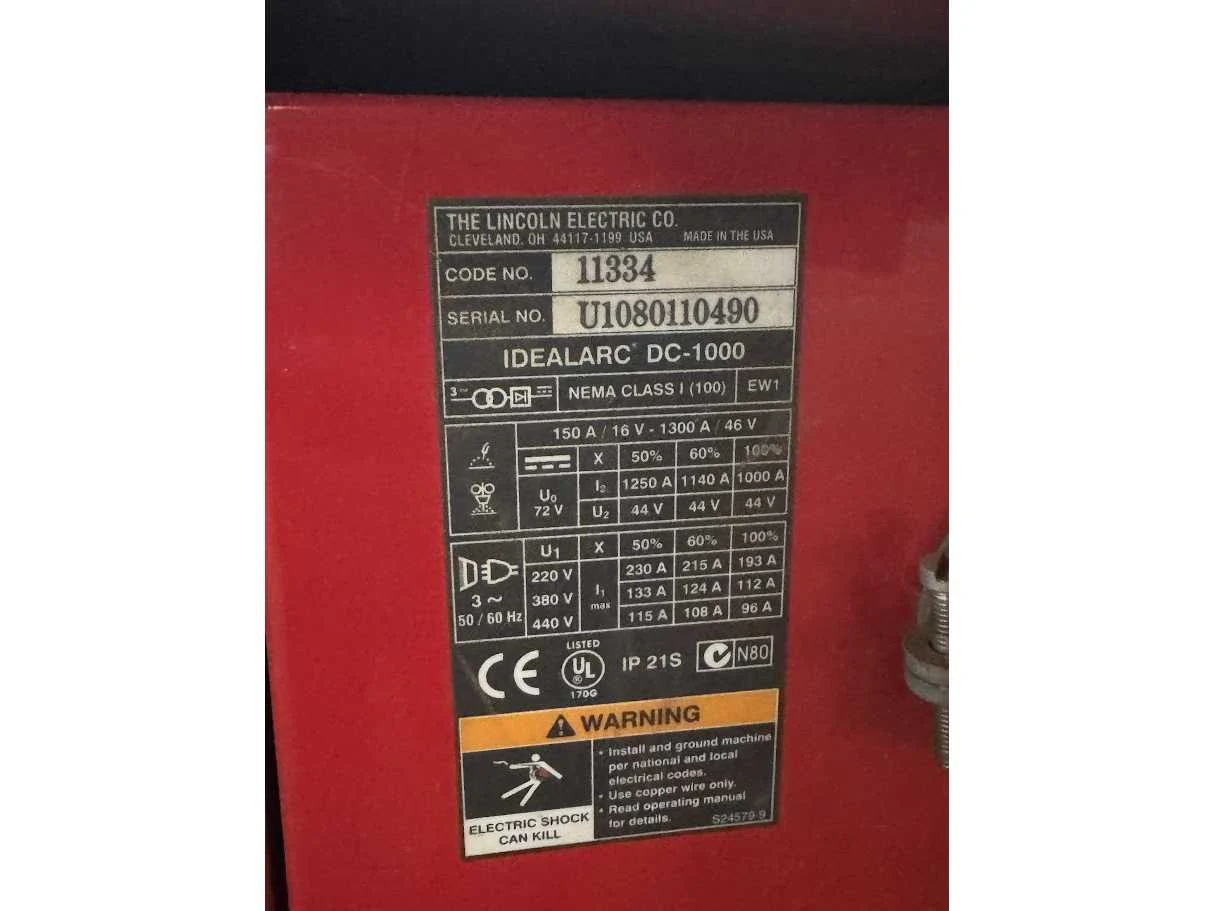 THE LINCOLN ELECTRIC CO.
CLEVELAND, OH 44117-1199 USA MADE IN THE USA
CODE NO. 11334
SERIAL NO. U1080110490
IDEALARC DC-1000
3 NEMA CLASS I (100) EW1
150 A / 16 V - 1300 A / 46 V
X 50% 60% 100%
U0 72 V
I2 1250 A 1140 A 1000 A
U2 44 V 44 V 44 V
U1 X 50% 60% 100%
220 V 230 A 215 A 193 A
3 ~ 380 V I1 max 133 A 124 A 112 A
50 / 60 Hz 440 V 115 A 108 A 96 A
CE LISTED UL ® 170G IP 21S N80
WARNING
• Install and ground machine
per national and local
electrical codes.
• Use copper wire only.
• Read operating manual
for details.
ELECTRIC SHOCK
CAN KILL
S24579-9